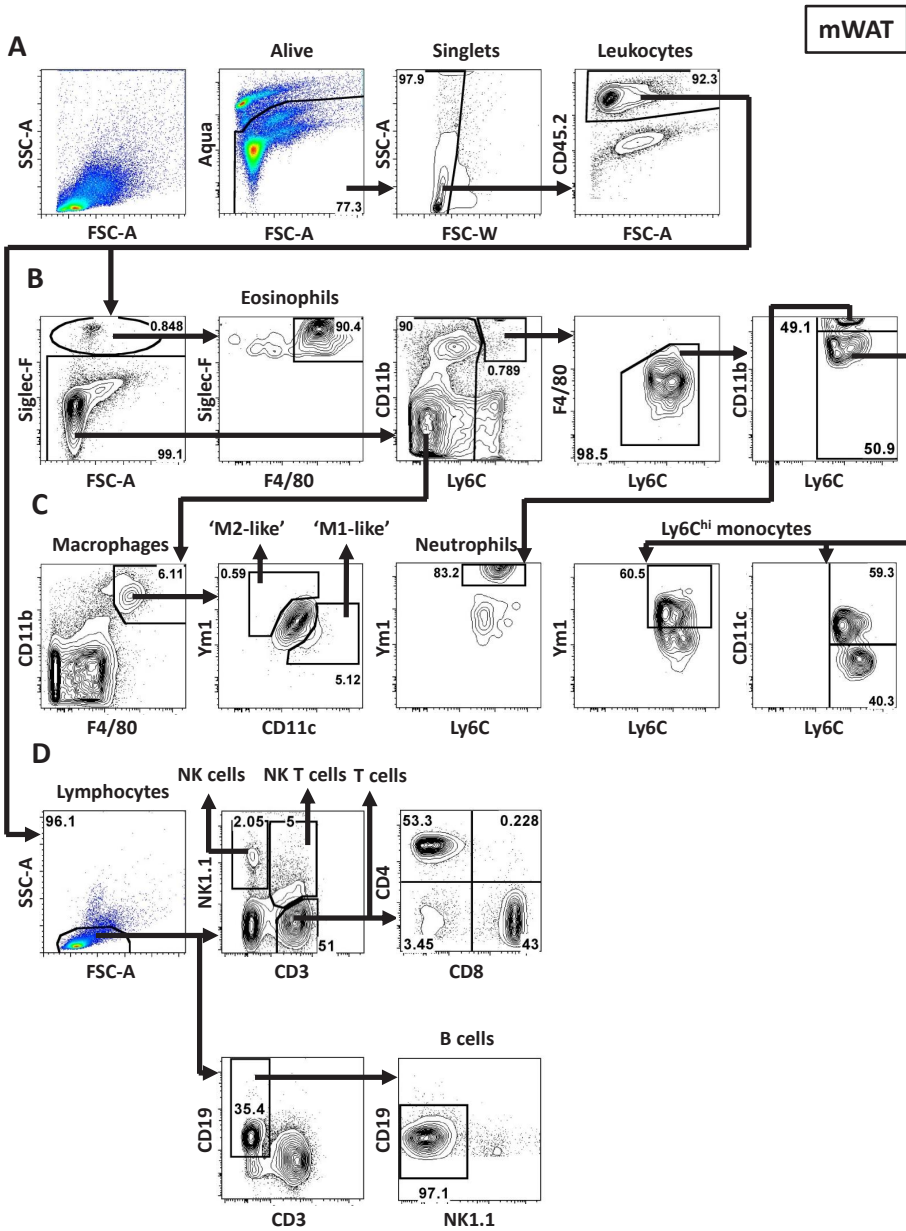 mWAT
A
Alive
Singlets
Leukocytes
SSC-A
FSC-A
Aqua
77.3
FSC-A
97.9
SSC-A
FSC-W
92.3
CD45.2
FSC-A
B
Eosinophils
0.848
Siglec-F
99.1
FSC-A
90.4
Siglec-F
F4/80
90
0.789
CD11b
Ly6C
F4/80
98.5
Ly6C
49.1
CD11b
50.9
Ly6C
C
Macrophages
'M2-like'
'M1-like'
Neutrophils
Ly6Chi monocytes
6.11
CD11b
F4/80
0.59
Ym1
5.12
CD11c
83.2
Ym1
Ly6C
60.5
Ym1
Ly6C
59.3
CD11c
40.3
Ly6C
D
Lymphocytes
NK cells
NK T cells
T cells
96.1
SSC-A
FSC-A
2.05
5
NK1.1
51
CD3
53.3
0.228
CD4
3.45
43
CD8
B cells
35.4
CD19
CD3
CD19
97.1
NK1.1